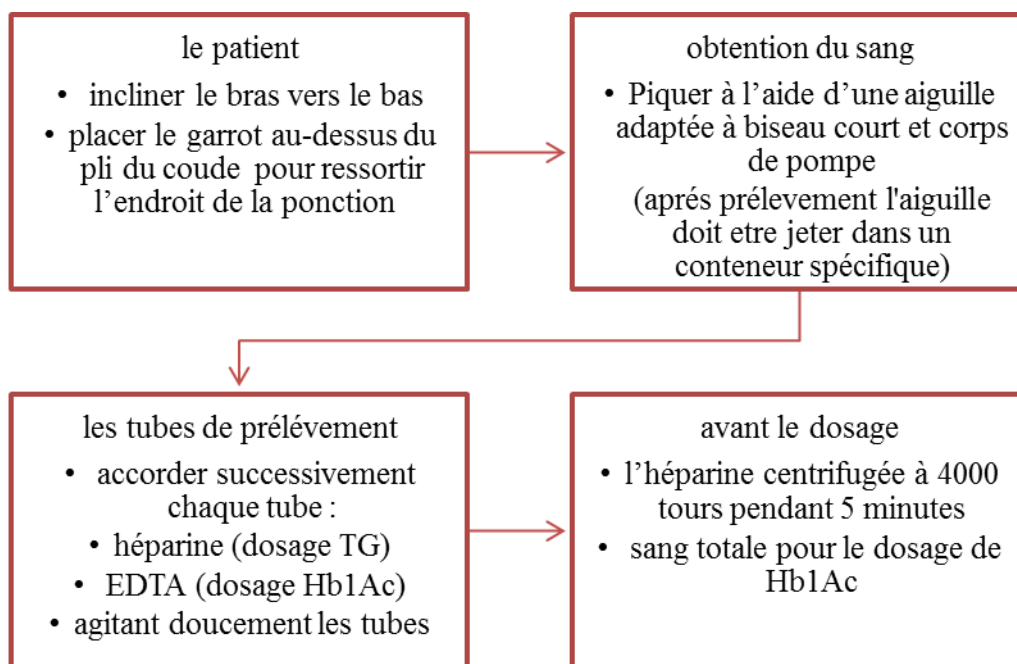 le patient
• incliner le bras vers le bas
• placer le garrot au-dessus du
pli du coude pour ressortir
l’endroit de la ponction
obtention du sang
• Piquer à l’aide d’une aiguille
adaptée à biseau court et corps
de pompe
(aprés prélevement l'aiguille
doit etre jeter dans un
conteneur spécifique)
les tubes de prélévement
• accorder successivement
chaque tube :
• héparine (dosage TG)
• EDTA (dosage Hb1Ac)
• agitant doucement les tubes
avant le dosage
• l’héparine centrifugée à 4000
tours pendant 5 minutes
• sang totale pour le dosage de
Hb1Ac